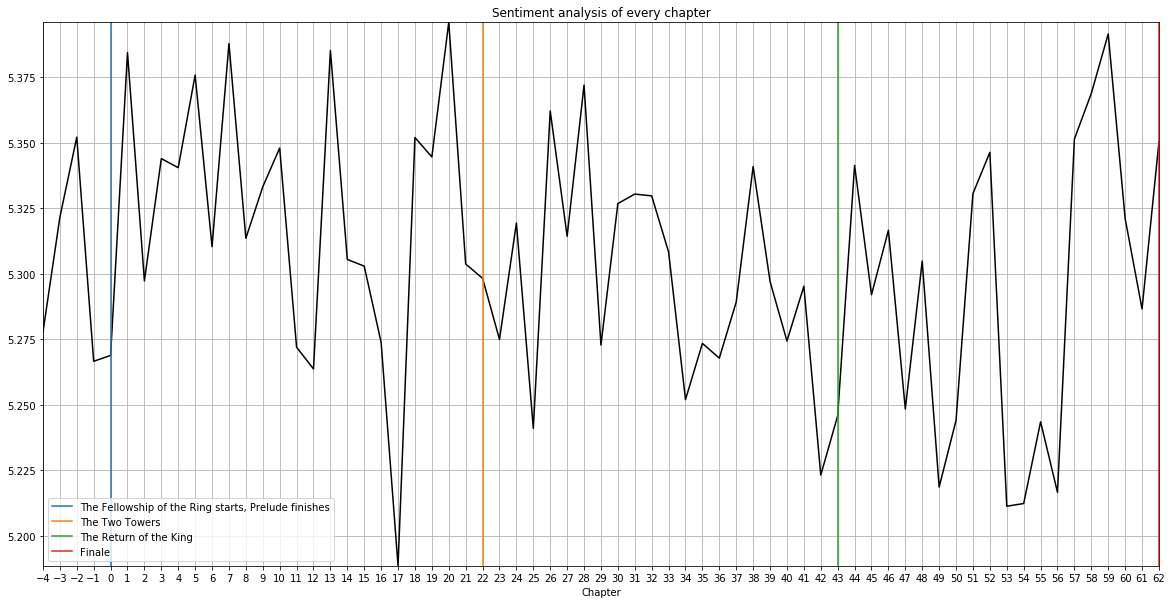 Sentiment analysis of every chapter
5.375
5.350
5.325
5.300
5.275
5.250
5.225
5.200
The Fellowship of the Ring starts, Prelude finishes
The Two Towers
The Return of the King
Finale
−4 −3 −2 −1 0 1 2 3 4 5 6 7 8 9 10 11 12 13 14 15 16 17 18 19 20 21 22 23 24 25 26 27 28 29 30 31 32 33 34 35 36 37 38 39 40 41 42 43 44 45 46 47 48 49 50 51 52 53 54 55 56 57 58 59 60 61 62
Chapter